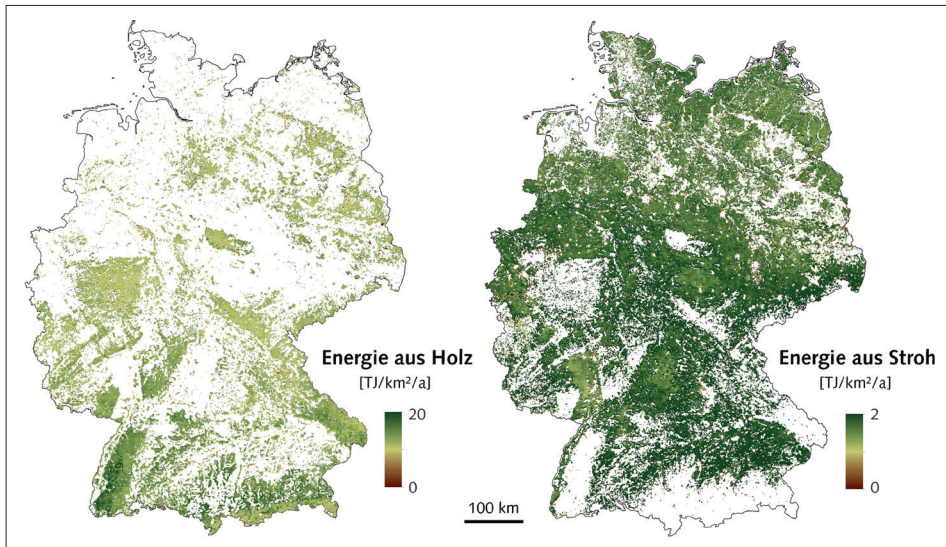 Energie aus Holz
[TJ/km²/a]
20
0
100 km
Energie aus Stroh
[TJ/km²/a]
2
0